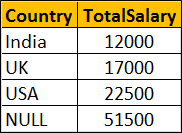 Country TotalSalary
India 12000
UK 17000
USA 22500
NULL 51500